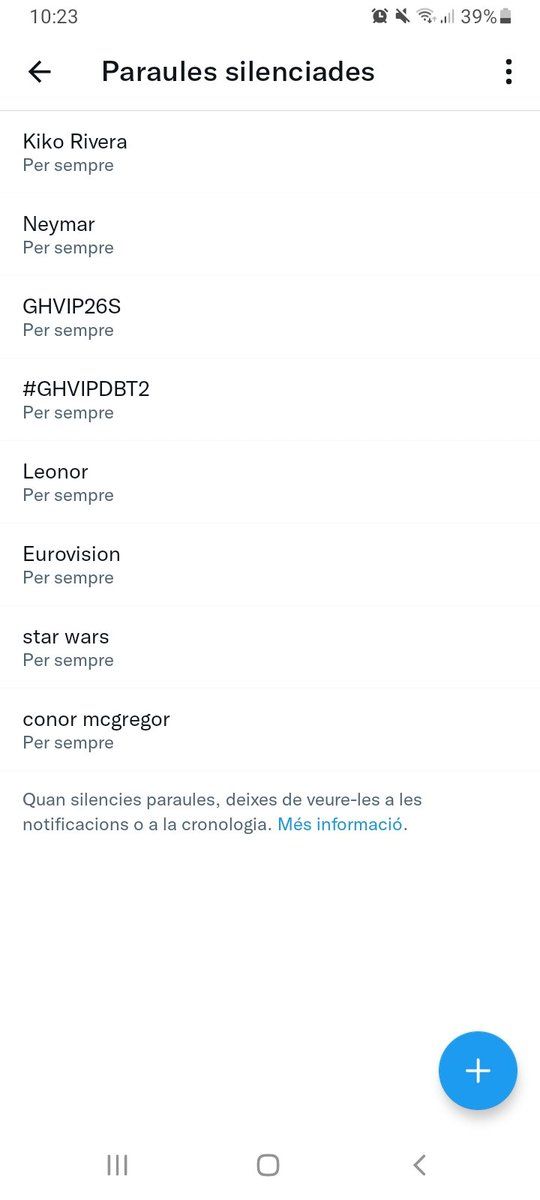 10:23
39%
Paraules silenciades
Kiko Rivera
Per sempre
Neymar
Per sempre
GHVIP26S
Per sempre
#GHVIPDBT2
Per sempre
Leonor
Per sempre
Eurovision
Per sempre
star wars
Per sempre
conor mcgregor
Per sempre
Quan silencies paraules, deixes de veure-les a les
notificacions o a la cronologia. Més informació.